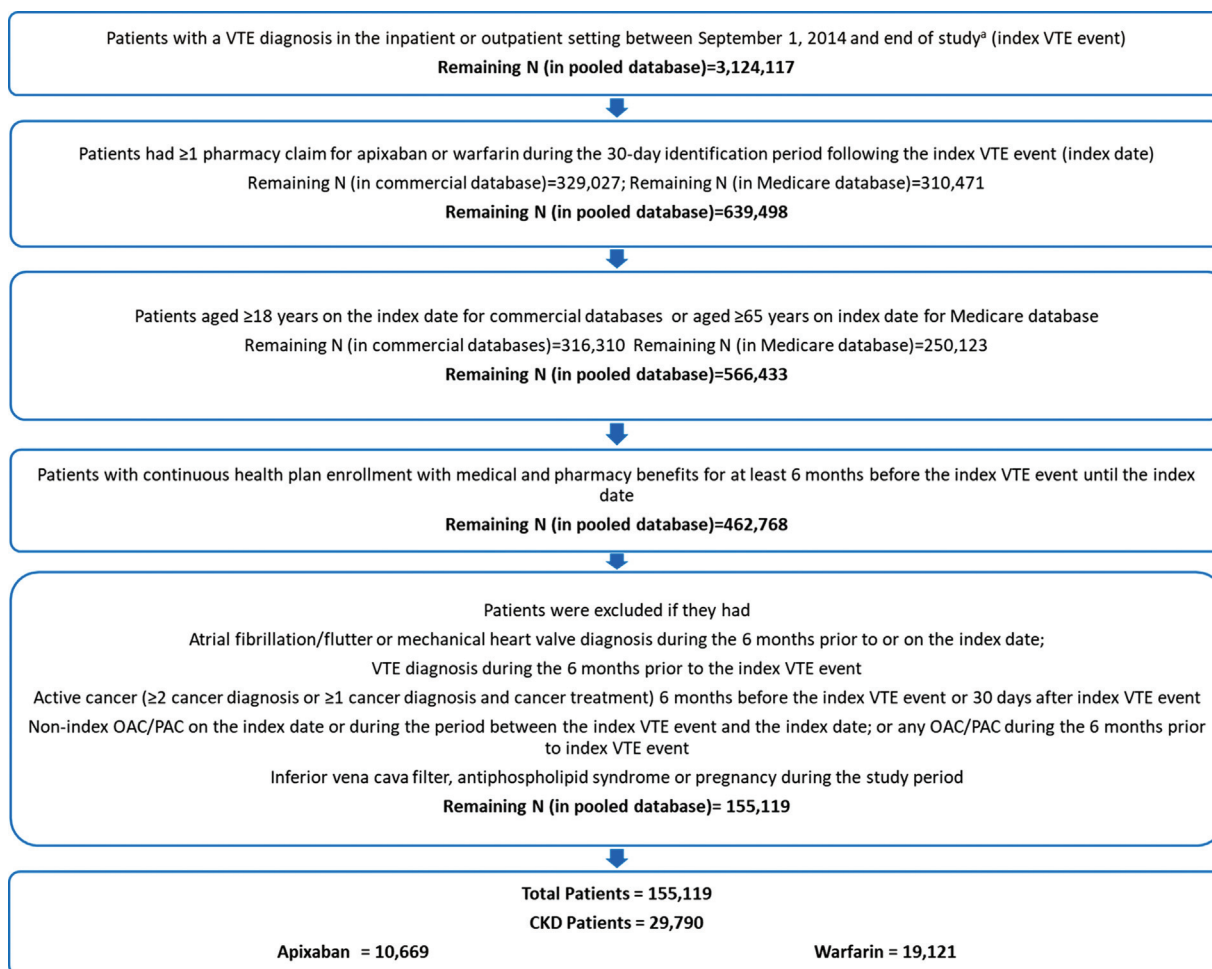 Patients with a VTE diagnosis in the inpatient or outpatient setting between September 1, 2014 and end of studyᵃ (index VTE event)
Remaining N (in pooled database)=3,124,117
Patients had ≥1 pharmacy claim for apixaban or warfarin during the 30-day identification period following the index VTE event (index date)
Remaining N (in commercial database)=329,027; Remaining N (in Medicare database)=310,471
Remaining N (in pooled database)=639,498
Patients aged ≥18 years on the index date for commercial databases or aged ≥65 years on index date for Medicare database
Remaining N (in commercial databases)=316,310 Remaining N (in Medicare database)=250,123
Remaining N (in pooled database)=566,433
Patients with continuous health plan enrollment with medical and pharmacy benefits for at least 6 months before the index VTE event until the index
date
Remaining N (in pooled database)=462,768
Patients were excluded if they had
Atrial fibrillation/flutter or mechanical heart valve diagnosis during the 6 months prior to or on the index date;
VTE diagnosis during the 6 months prior to the index VTE event
Active cancer (≥2 cancer diagnosis or ≥1 cancer diagnosis and cancer treatment) 6 months before the index VTE event or 30 days after index VTE event
Non-index OAC/PAC on the index date or during the period between the index VTE event and the index date; or any OAC/PAC during the 6 months prior
to index VTE event
Inferior vena cava filter, antiphospholipid syndrome or pregnancy during the study period
Remaining N (in pooled database)= 155,119
Total Patients = 155,119
CKD Patients = 29,790
Apixaban = 10,669 Warfarin = 19,121